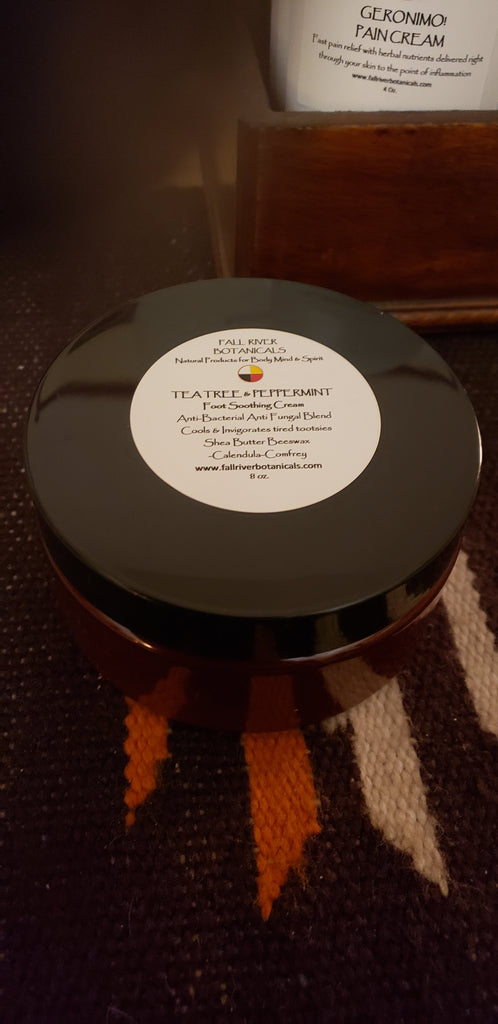 GERONIMO!
PAIN CREAM
Fast pain relief with herbal nutrients delivered right
through your skin to the point of inflammation
www.fallriverbotanicals.com
4 Oz.
FALL RIVER
BOTANICALS
Natural Products for Body Mind & Spirit
TEA TREE & PEPPERMINT
Foot Soothing Cream
Anti-Bacterial Anti Fungal Blend
Cools & Invigorates tired tootsies
Shea Butter Beeswax
-Calendula-Comfrey
www.fallriverbotanicals.com
8 oz.